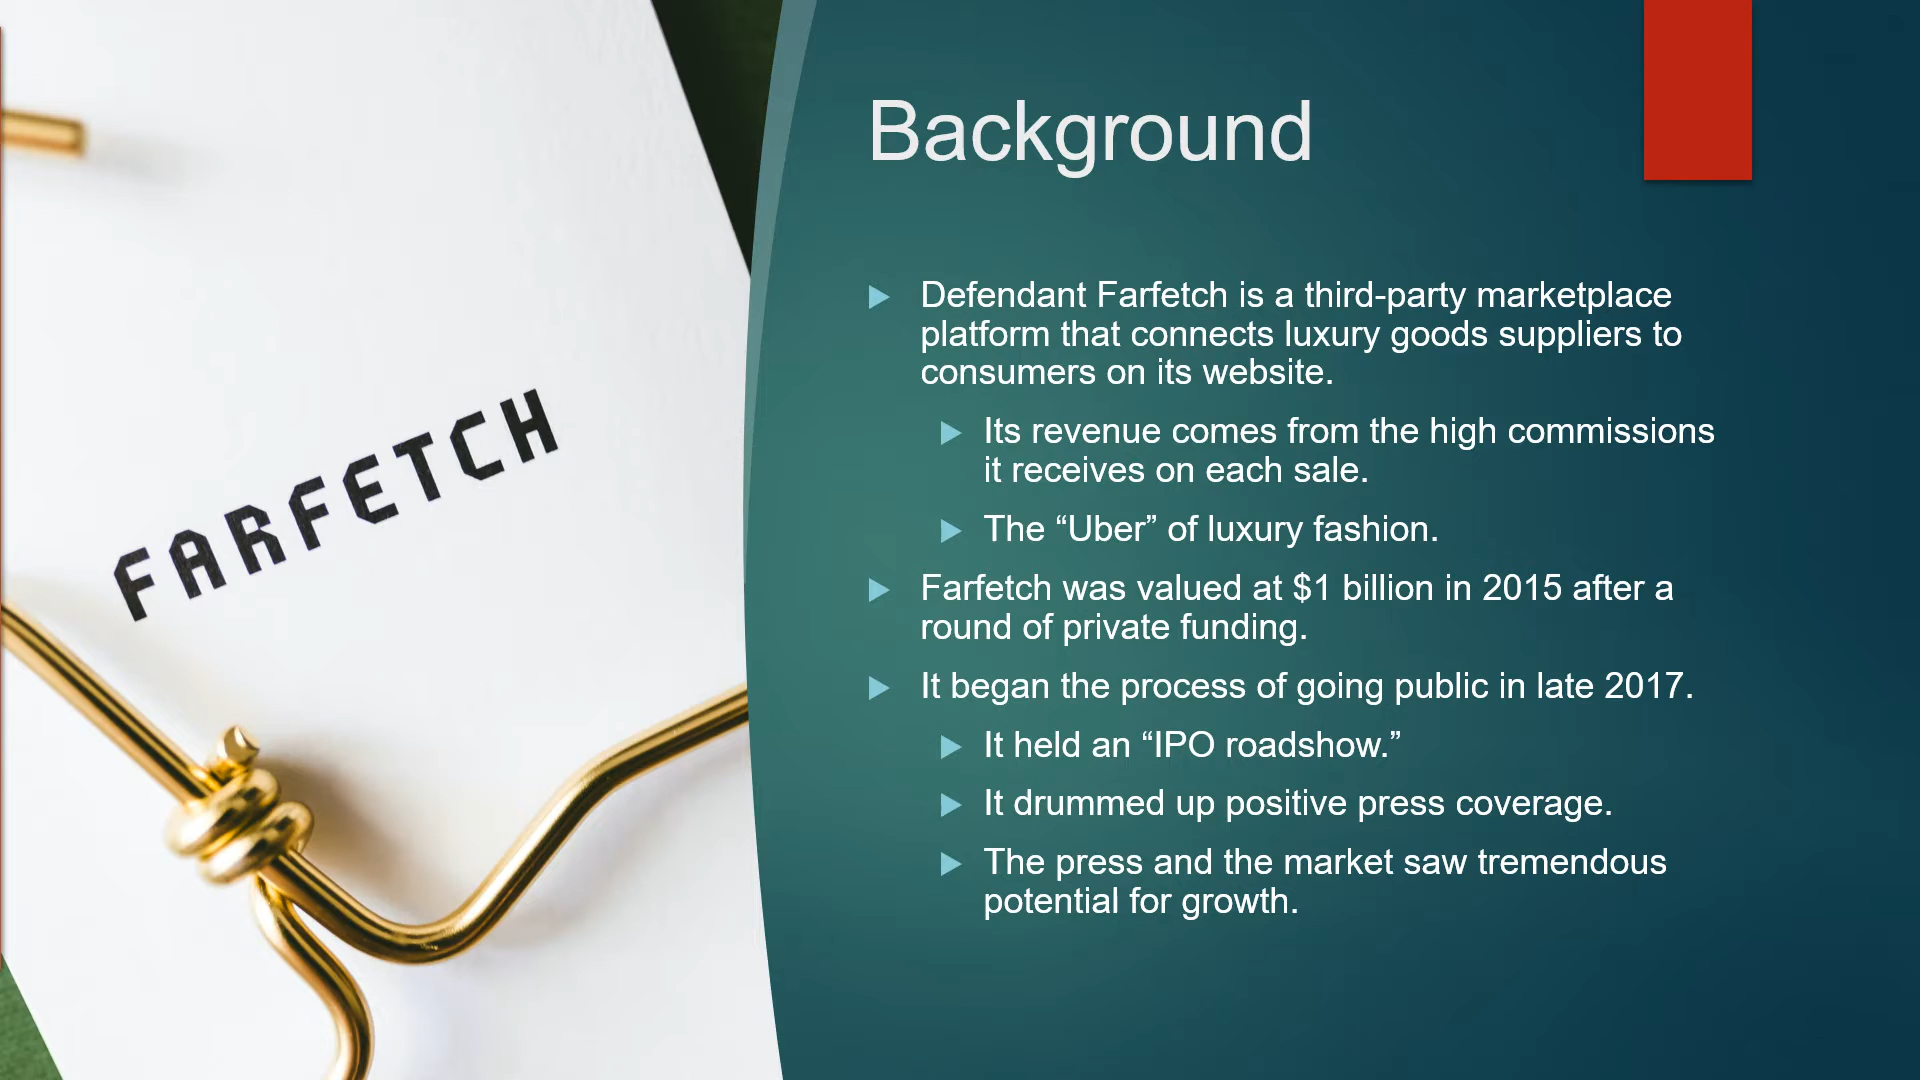 FARFETCH
Background
Defendant Farfetch is a third-party marketplace
platform that connects luxury goods suppliers to
consumers on its website.
Its revenue comes from the high commissions
it receives on each sale.
The “Uber” of luxury fashion.
Farfetch was valued at $1 billion in 2015 after a
round of private funding.
It began the process of going public in late 2017.
It held an “IPO roadshow.”
It drummed up positive press coverage.
The press and the market saw tremendous
potential for growth.